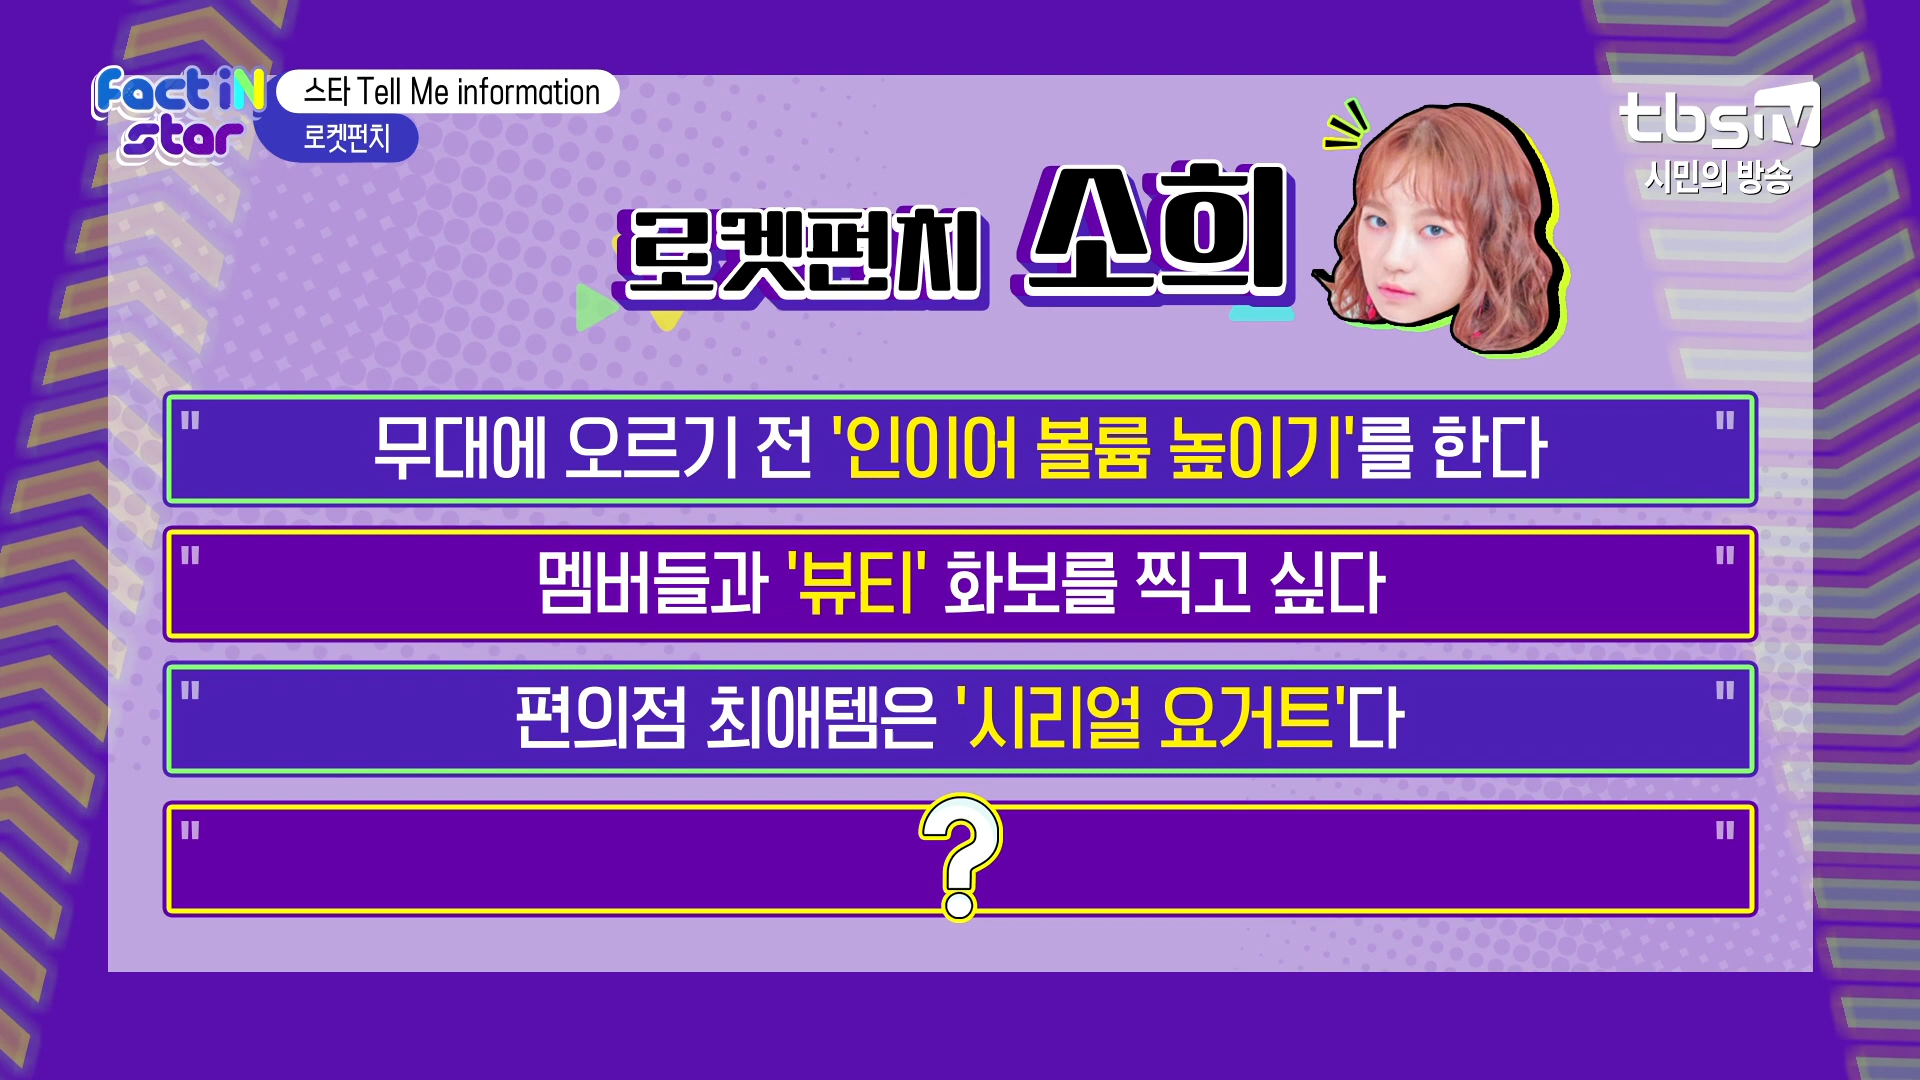 Fact iN
star
스타 Tell Me information
로켓펀치
tbs TV
시민의 방송
로켓펀치 소희
" 무대에 오르기 전 '인이어 볼륨 높이기'를 한다 "
" 멤버들과 '뷰티' 화보를 찍고 싶다 "
" 편의점 최애템은 '시리얼 요거트'다 "
" ? "